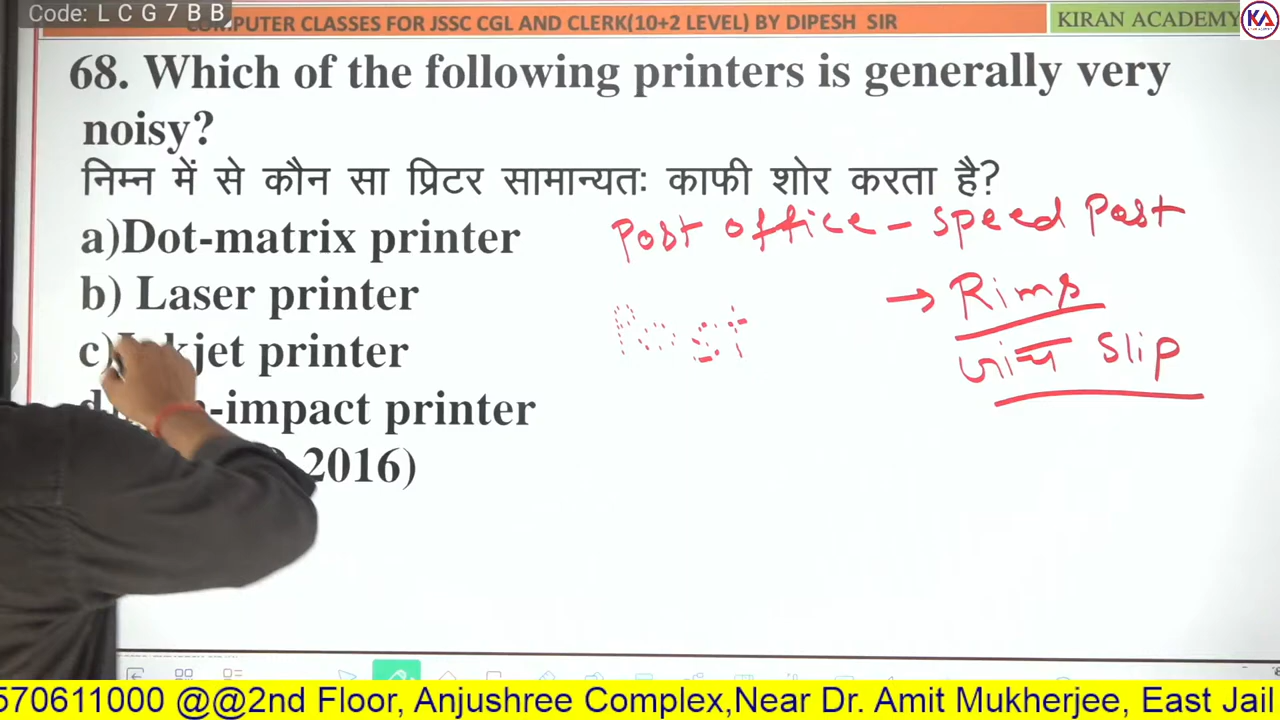 Code: L C G 7 B B
COMPUTER CLASSES FOR JSSC CGL AND CLERK(10+2 LEVEL) BY DIPESH SIR
KIRAN ACADEMY
KA
68. Which of the following printers is generally very
noisy?
निम्न में से कौन सा प्रिटर सामान्यतः काफी शोर करता है?
a)Dot-matrix printer
Post office - Speed Post
b) Laser printer
→ Rims
Post
c) printer
जाँच Slip
-impact printer
2016)
570611000 @@2nd Floor, Anjushree Complex,Near Dr. Amit Mukherjee, East Jail